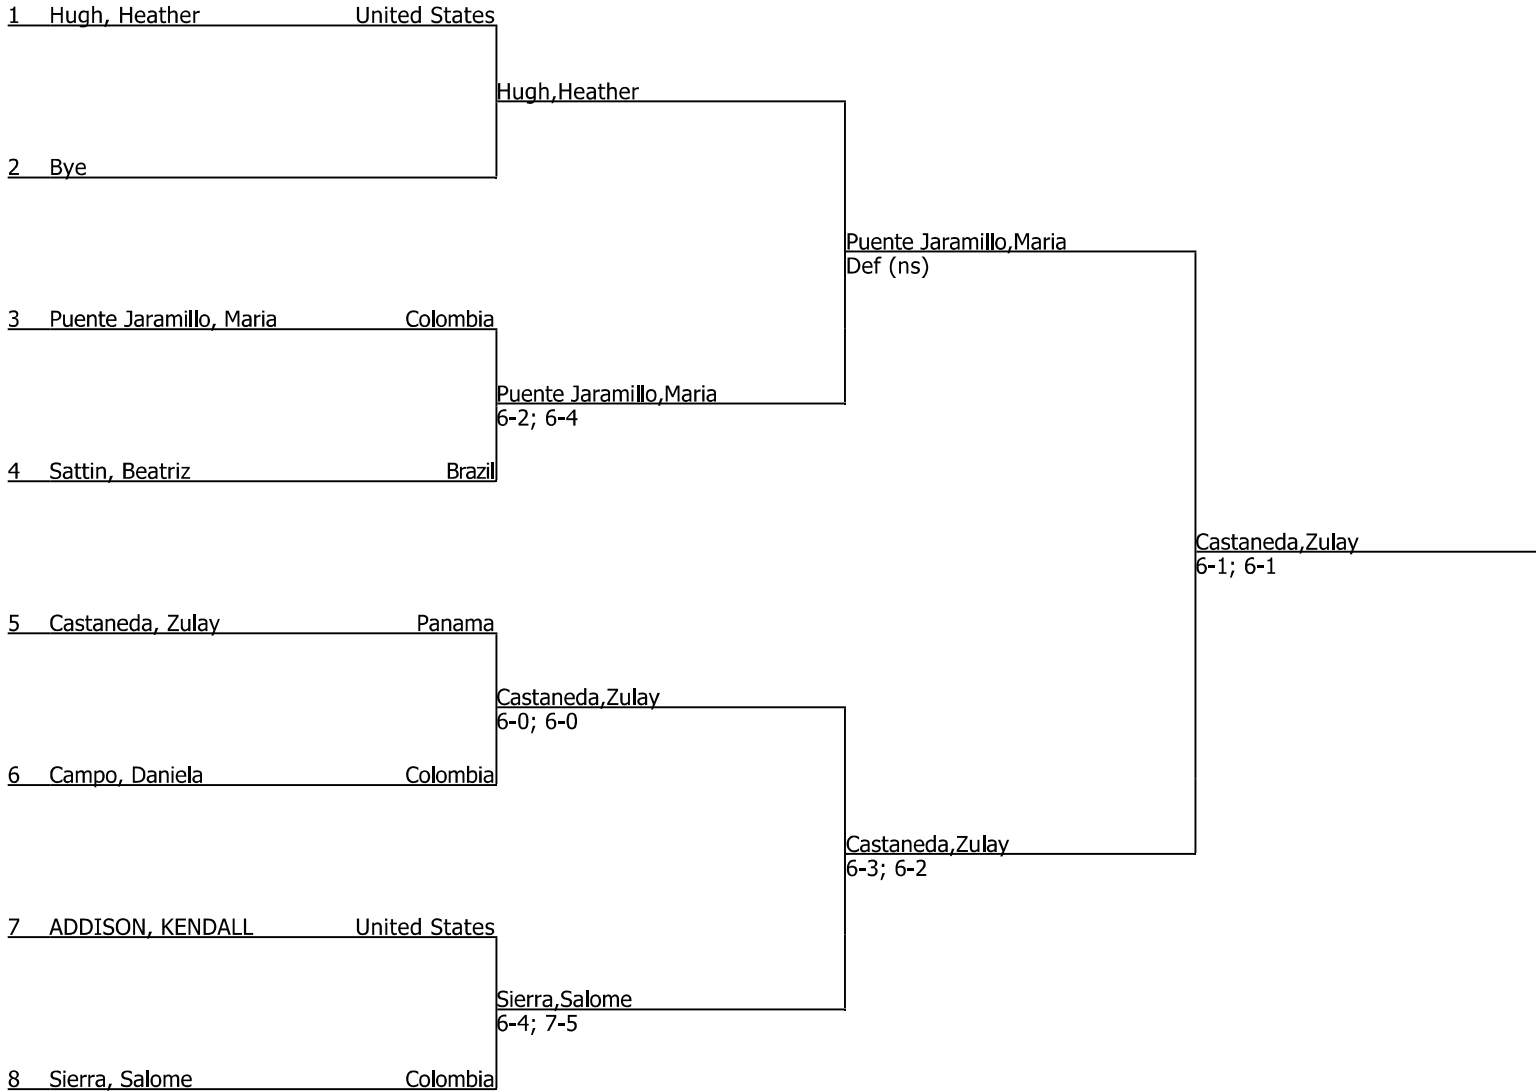 1 Hugh, Heather United States
Hugh,Heather
2 Bye
Puente Jaramillo,Maria
Def (ns)
3 Puente Jaramillo, Maria Colombia
Puente Jaramillo,Maria
6-2; 6-4
4 Sattin, Beatriz Brazil
Castaneda,Zulay
6-1; 6-1
5 Castaneda, Zulay Panama
Castaneda,Zulay
6-0; 6-0
6 Campo, Daniela Colombia
Castaneda,Zulay
6-3; 6-2
7 ADDISON, KENDALL United States
Sierra,Salome
6-4; 7-5
8 Sierra, Salome Colombia